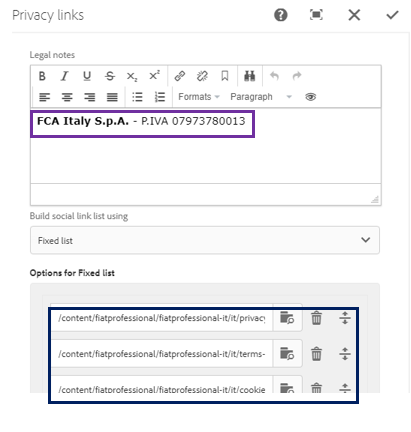 Privacy links
Legal notes
B I U S x₂ x²
Formats Paragraph
FCA Italy S.p.A. - P.IVA 07973780013
Build social link list using
Fixed list
Options for Fixed list
/content/fiatprofessional/fiatprofessional-it/it/privacy
/content/fiatprofessional/fiatprofessional-it/it/terms-
/content/fiatprofessional/fiatprofessional-it/it/cookie